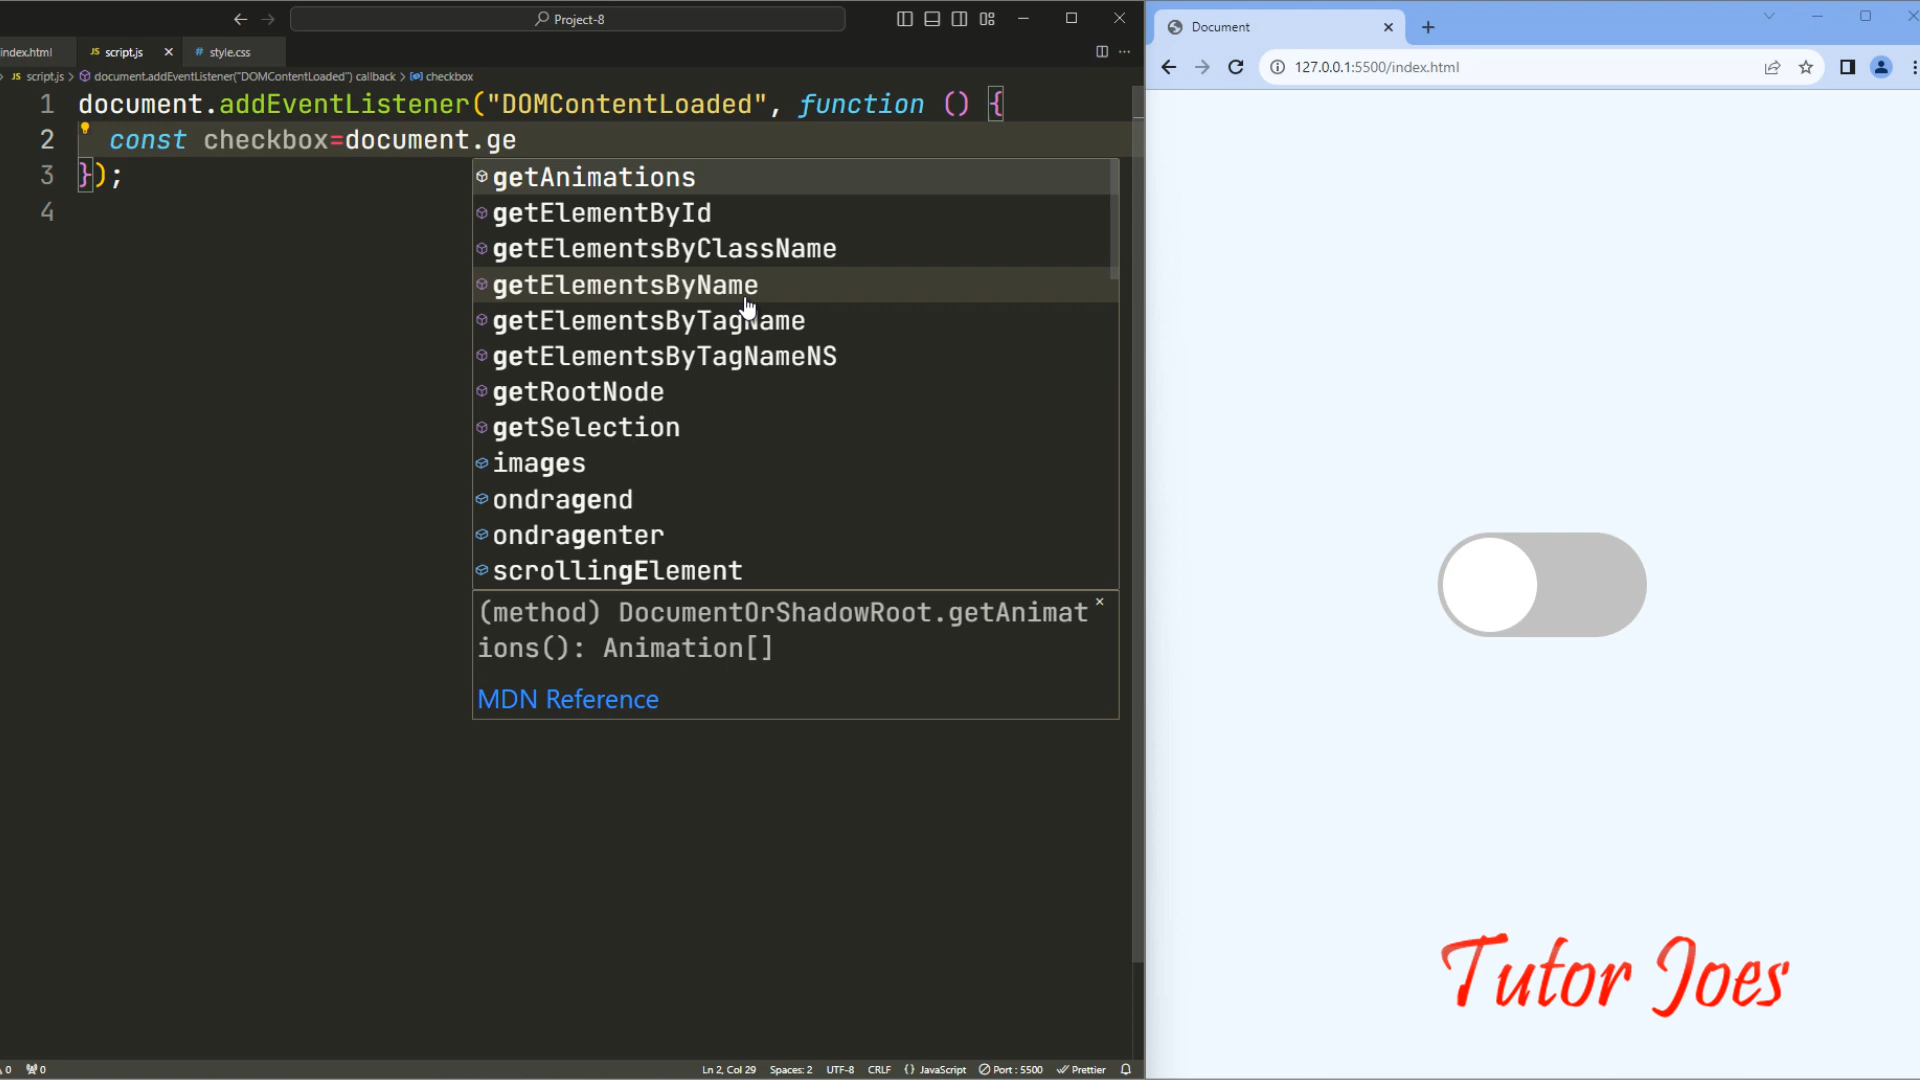 Project-8
index.html
JS script.js
# style.css
JS script.js > document.addEventListener("DOMContentLoaded") callback > checkbox
1 document.addEventListener("DOMContentLoaded", function () {
2 const checkbox=document.ge
3 });
4
getAnimations
getElementById
getElementsByClassName
getElementsByName
getElementsByTagName
getElementsByTagNameNS
getRootNode
getSelection
images
ondragend
ondragenter
scrollingElement
(method) DocumentOrShadowRoot.getAnimat
ions(): Animation[]
MDN Reference
0 0 Ln 2, Col 29 Spaces: 2 UTF-8 CRLF {} JavaScript Port : 5500 Prettier
Document
127.0.0.1:5500/index.html
Tutor Joes